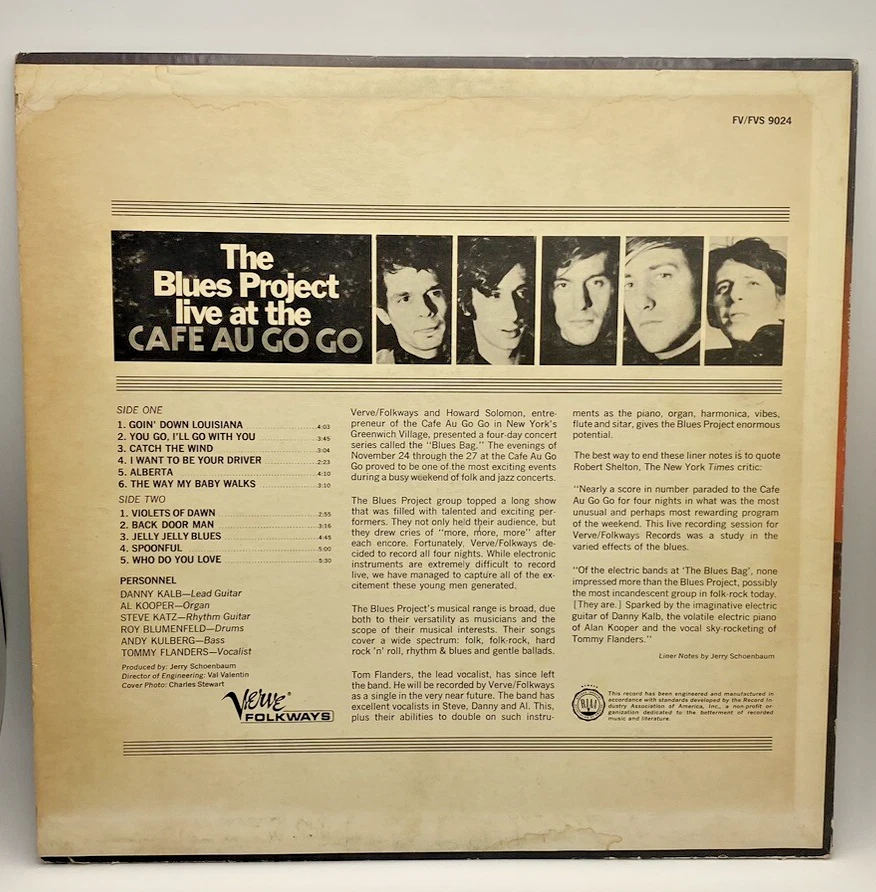 FV/FVS 9024
The
Blues Project
live at the
CAFE AU GO GO
SIDE ONE
1. GOIN' DOWN LOUISIANA 4:03
2. YOU GO, I'LL GO WITH YOU 3:45
3. CATCH THE WIND 3:04
4. I WANT TO BE YOUR DRIVER 2:23
5. ALBERTA 4:10
6. THE WAY MY BABY WALKS 3:10
SIDE TWO
1. VIOLETS OF DAWN 2:55
2. BACK DOOR MAN 3:16
3. JELLY JELLY BLUES 4:45
4. SPOONFUL 5:00
5. WHO DO YOU LOVE 5:30
PERSONNEL
DANNY KALB—Lead Guitar
AL KOOPER—Organ
STEVE KATZ—Rhythm Guitar
ROY BLUMENFELD—Drums
ANDY KULBERG—Bass
TOMMY FLANDERS—Vocalist
Produced by: Jerry Schoenbaum
Director of Engineering: Val Valentin
Cover Photo: Charles Stewart
Verve®
FOLKWAYS
Verve/Folkways and Howard Solomon, entre-
preneur of the Cafe Au Go Go in New York's
Greenwich Village, presented a four-day concert
series called the "Blues Bag." The evenings of
November 24 through the 27 at the Cafe Au Go
Go proved to be one of the most exciting events
during a busy weekend of folk and jazz concerts.
The Blues Project group topped a long show
that was filled with talented and exciting per-
formers. They not only held their audience, but
they drew cries of "more, more, more" after
each encore. Fortunately, Verve/Folkways de-
cided to record all four nights. While electronic
instruments are extremely difficult to record
live, we have managed to capture all of the ex-
citement these young men generated.
The Blues Project's musical range is broad, due
both to their versatility as musicians and the
scope of their musical interests. Their songs
cover a wide spectrum: folk, folk-rock, hard
rock 'n' roll, rhythm & blues and gentle ballads.
Tom Flanders, the lead vocalist, has since left
the band. He will be recorded by Verve/Folkways
as a single in the very near future. The band has
excellent vocalists in Steve, Danny and Al. This,
plus their abilities to double on such instru-
ments as the piano, organ, harmonica, vibes,
flute and sitar, gives the Blues Project enormous
potential.
The best way to end these liner notes is to quote
Robert Shelton, The New York Times critic:
"Nearly a score in number paraded to the Cafe
Au Go Go for four nights in what was the most
unusual and perhaps most rewarding program
of the weekend. This live recording session for
Verve/Folkways Records was a study in the
varied effects of the blues.
"Of the electric bands at 'The Blues Bag', none
impressed more than the Blues Project, possibly
the most incandescent group in folk-rock today.
[They are.] Sparked by the imaginative electric
guitar of Danny Kalb, the volatile electric piano
of Alan Kooper and the vocal sky-rocketing of
Tommy Flanders."
Liner Notes by Jerry Schoenbaum
RIAA
This record has been engineered and manufactured in
accordance with standards developed by the Record In-
dustry Association of America, Inc., a non-profit or-
ganization dedicated to the betterment of recorded
music and literature.